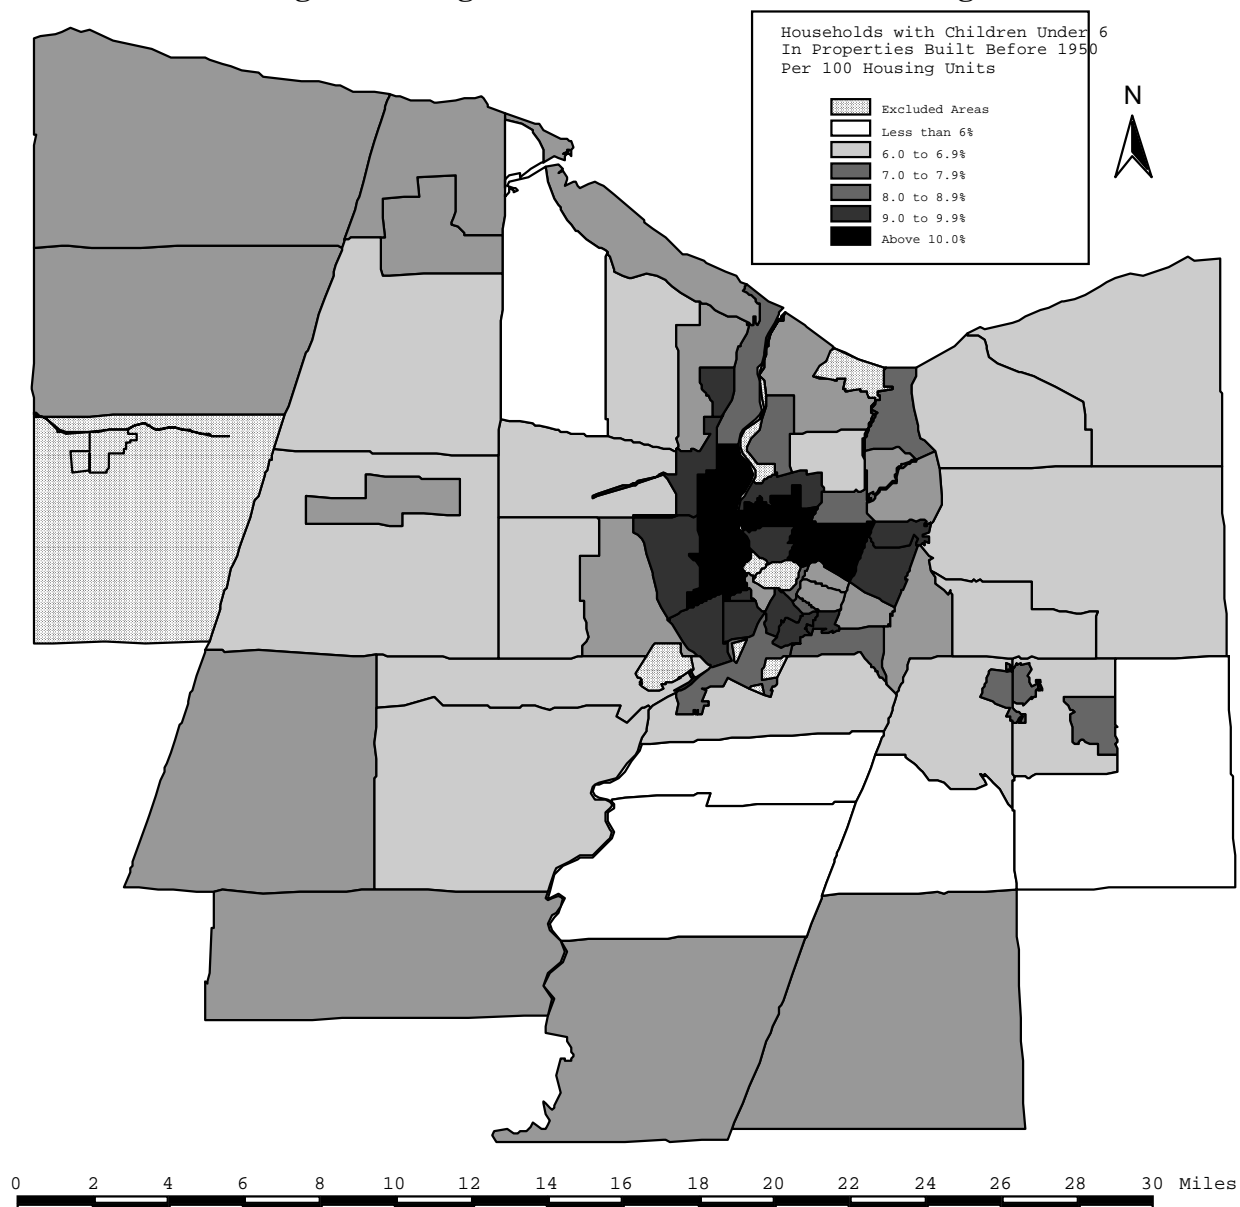 Households with Children Under 6
In Properties Built Before 1950
Per 100 Housing Units
N
Excluded Areas
Less than 6%
6.0 to 6.9%
7.0 to 7.9%
8.0 to 8.9%
9.0 to 9.9%
Above 10.0%
0 2 4 6 8 10 12 14 16 18 20 22 24 26 28 30 Miles